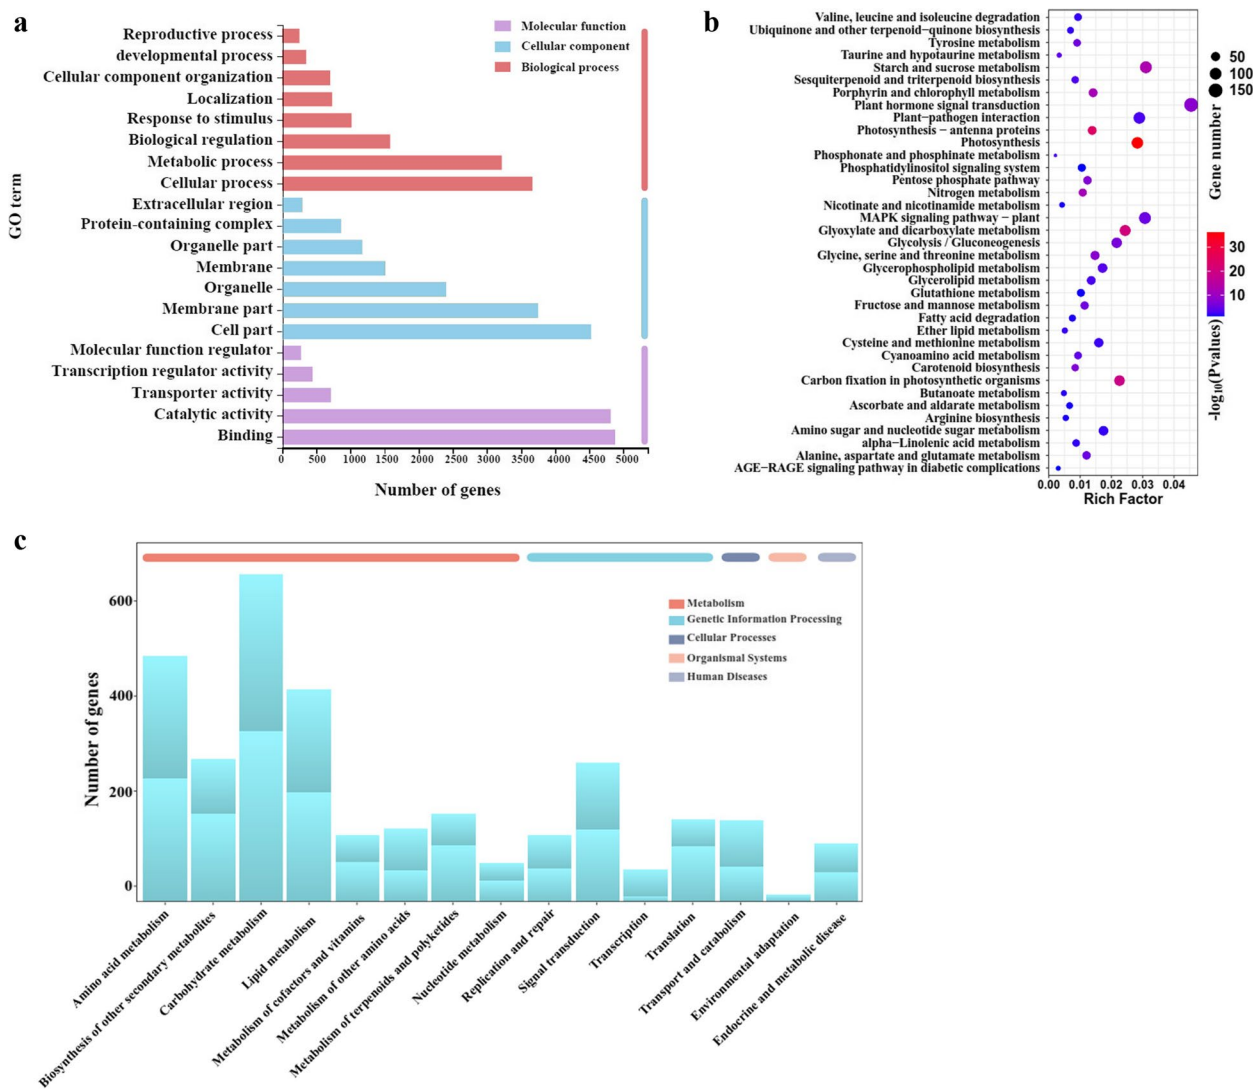 a
Molecular function
Cellular component
Biological process
GO term
Reproductive process
developmental process
Cellular component organization
Localization
Response to stimulus
Biological regulation
Metabolic process
Cellular process
Extracellular region
Protein-containing complex
Organelle part
Membrane
Organelle
Membrane part
Cell part
Molecular function regulator
Transcription regulator activity
Transporter activity
Catalytic activity
Binding
0 500 1000 1500 2000 2500 3000 3500 4000 4500 5000
Number of genes
b
Valine, leucine and isoleucine degradation
Ubiquinone and other terpenoid−quinone biosynthesis
Tyrosine metabolism
Taurine and hypotaurine metabolism
Starch and sucrose metabolism
Sesquiterpenoid and triterpenoid biosynthesis
Porphyrin and chlorophyll metabolism
Plant hormone signal transduction
Plant−pathogen interaction
Photosynthesis − antenna proteins
Photosynthesis
Phosphonate and phosphinate metabolism
Phosphatidylinositol signaling system
Pentose phosphate pathway
Nitrogen metabolism
Nicotinate and nicotinamide metabolism
MAPK signaling pathway − plant
Glyoxylate and dicarboxylate metabolism
Glycolysis / Gluconeogenesis
Glycine, serine and threonine metabolism
Glycerophospholipid metabolism
Glycerolipid metabolism
Glutathione metabolism
Fructose and mannose metabolism
Fatty acid degradation
Ether lipid metabolism
Cysteine and methionine metabolism
Cyanoamino acid metabolism
Carotenoid biosynthesis
Carbon fixation in photosynthetic organisms
Butanoate metabolism
Ascorbate and aldarate metabolism
Arginine biosynthesis
Amino sugar and nucleotide sugar metabolism
alpha−Linolenic acid metabolism
Alanine, aspartate and glutamate metabolism
AGE−RAGE signaling pathway in diabetic complications
0.00 0.01 0.02 0.03 0.04
Rich Factor
50
100
150
Gene number
30
20
10
-log10(Pvalues)
c
Metabolism
Genetic Information Processing
Cellular Processes
Organismal Systems
Human Diseases
Number of genes
600
400
200
0
Amino acid metabolism
Biosynthesis of other secondary metabolites
Carbohydrate metabolism
Lipid metabolism
Metabolism of cofactors and vitamins
Metabolism of other amino acids
Metabolism of terpenoids and polyketides
Nucleotide metabolism
Replication and repair
Signal transduction
Transcription
Translation
Transport and catabolism
Environmental adaptation
Endocrine and metabolic disease